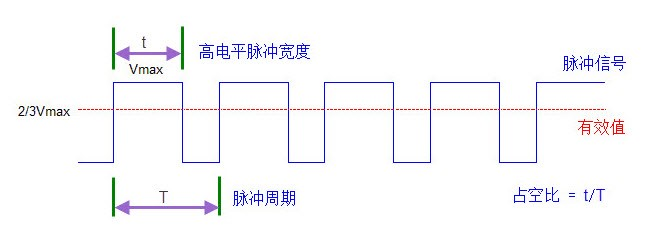 t
高电平脉冲宽度
Vmax
脉冲信号
2/3Vmax
有效值
T
脉冲周期
占空比 = t/T